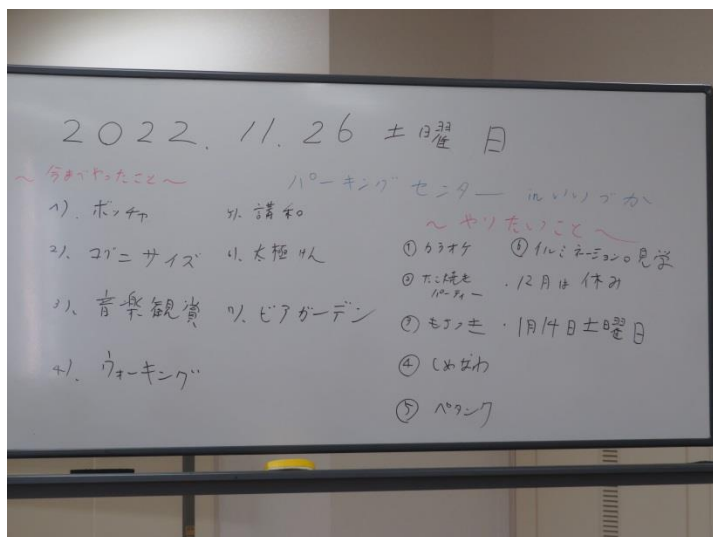 2022. 11. 26 土曜日
～ 今までやったこと ～
パーキングセンター in いいづか
1). ボッチャ
2). コグニサイズ
3). 音楽観賞
4). ウォーキング
5). 講和
6). 太極けん
7). ビアガーデン
～ やりたいこと ～
① カラオケ
② たこ焼きパーティー
③ もちつき
④ しめなわ
⑤ ペタンク
⑥ イルミネーション。見学
・12月は休み
・1月14日土曜日